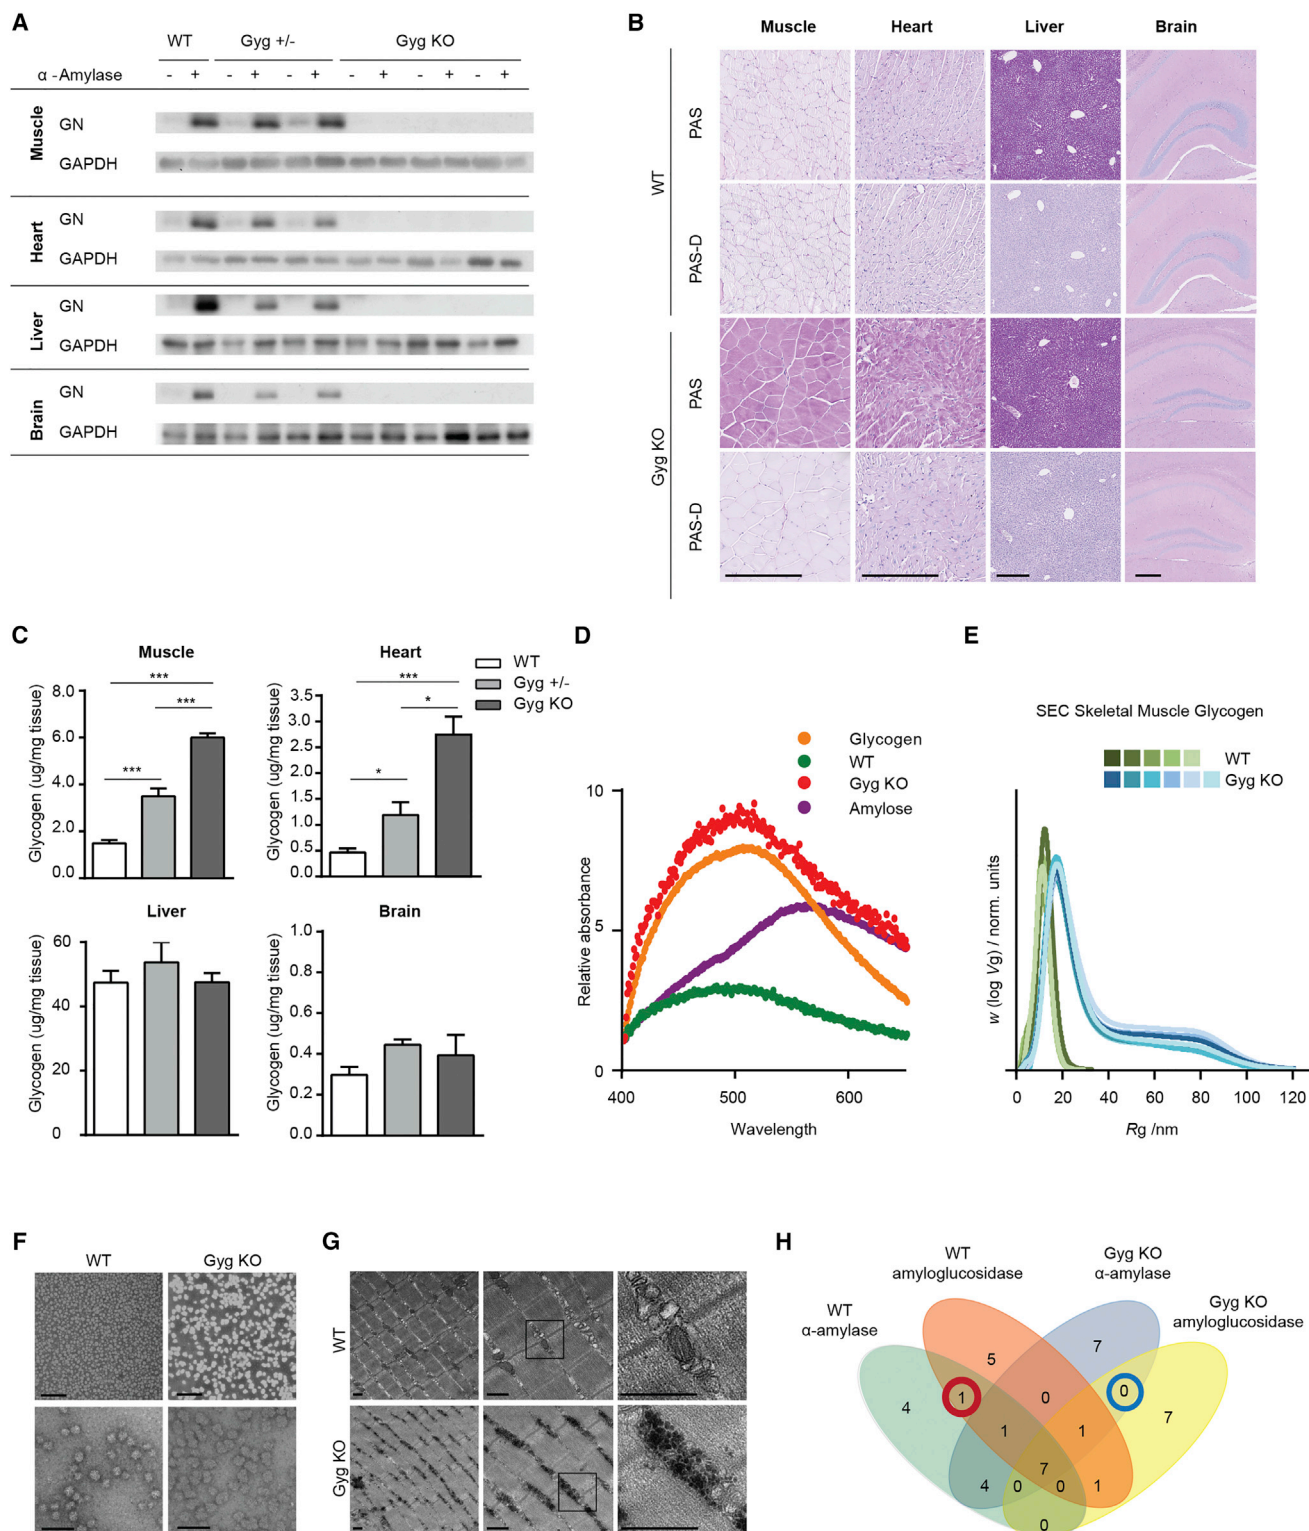 A
WT Gyg +/- Gyg KO
α -Amylase - + - + - + - + - + - +
Muscle
GN
GAPDH
Heart
GN
GAPDH
Liver
GN
GAPDH
Brain
GN
GAPDH
B
Muscle Heart Liver Brain
WT
PAS
PAS-D
Gyg KO
PAS
PAS-D
C
Muscle
Glycogen (ug/mg tissue)
8.0
6.0
4.0
2.0
0.0
***
***
***
Heart
Glycogen (ug/mg tissue)
3.5
3.0
2.5
2.0
1.5
1.0
0.5
0.0
***
*
*
WT
Gyg +/-
Gyg KO
Liver
Glycogen (ug/mg tissue)
60
40
20
0
Brain
Glycogen (ug/mg tissue)
1.0
0.8
0.6
0.4
0.2
0.0
D
Glycogen
WT
Gyg KO
Amylose
Relative absorbance
10
5
0
400 500 600
Wavelength
E
SEC Skeletal Muscle Glycogen
WT
Gyg KO
w (log Vg) / norm. units
0 20 40 60 80 100 120
Rg /nm
F
WT Gyg KO
G
WT
Gyg KO
H
WT
amyloglucosidase
Gyg KO
α-amylase
WT
α-amylase
Gyg KO
amyloglucosidase
5 7
4 1 0 0 7
1 1
7
4 0 0 1
0